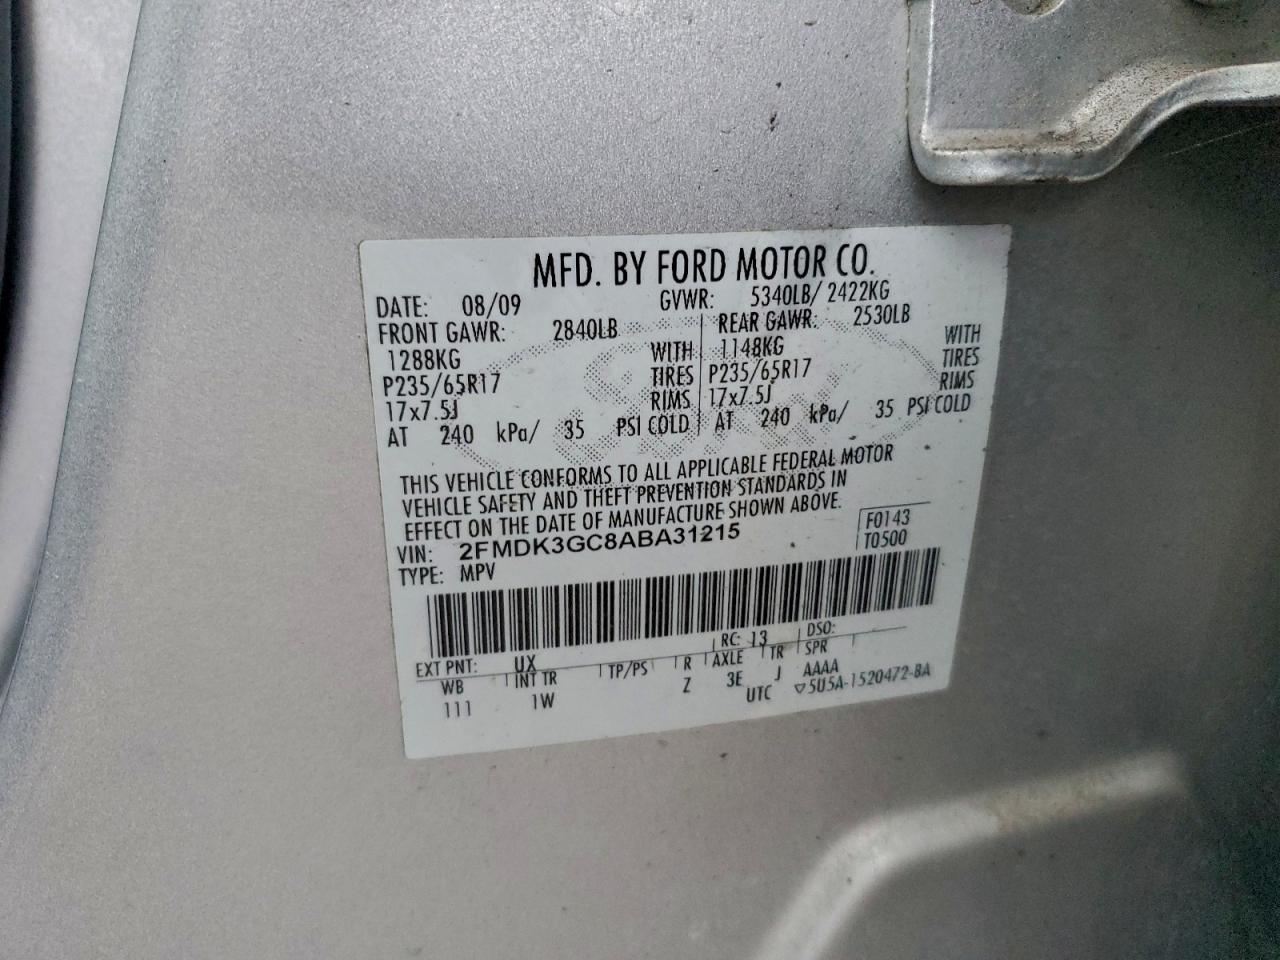 MFD. BY FORD MOTOR CO.
DATE: 08/09 GVWR: 5340LB/ 2422KG
FRONT GAWR: 2840LB REAR GAWR: 2530LB
1288KG WITH 1148KG WITH
P235/65R17 TIRES P235/65R17 TIRES
17x7.5J RIMS 17x7.5J RIMS
AT 240 kPa/ 35 PSI COLD AT 240 kPa/ 35 PSI COLD
THIS VEHICLE CONFORMS TO ALL APPLICABLE FEDERAL MOTOR
VEHICLE SAFETY AND THEFT PREVENTION STANDARDS IN
EFFECT ON THE DATE OF MANUFACTURE SHOWN ABOVE.
VIN: 2FMDK3GC8ABA31215 F0143
TYPE: MPV T0500
RC: 13 DSO:
EXT PNT: UX
WB INT TR TP/PS R AXLE TR SPR
111 1W Z 3E J AAAA
UTC ▽5U5A-1520472-BA